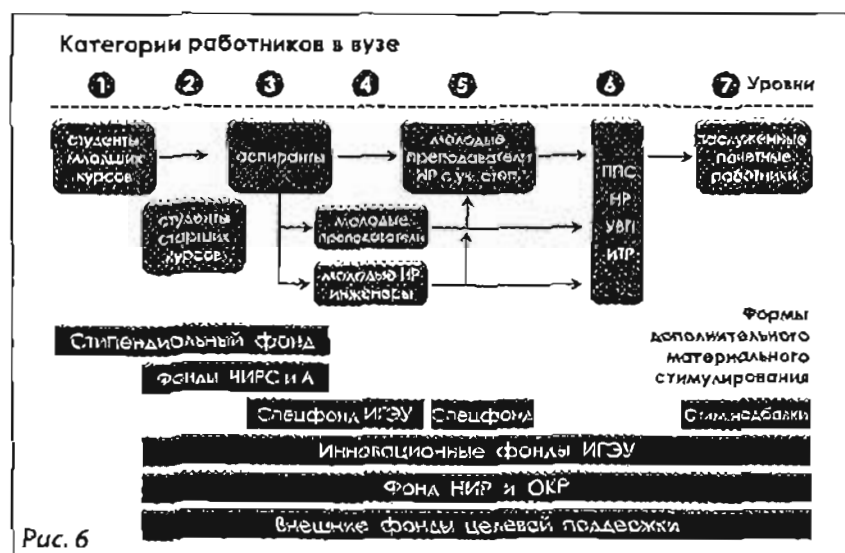 Категории работников в вузе
1 2 3 4 5 6 7 Уровни
студенты
младших
курсов
аспиранты
молодые
преподаватели
НР с уч. степ.
ППС
НР
УВП
ИТР
заслуженные
почетные
работники
студенты
старших
курсов
молодые
преподаватели
молодые НР
инженеры
Формы
дополнительного
материального
стимулирования
Стипендиальный фонд
Фонды НИРС и А
Спецфонд ИГЭУ
Спецфонд
Стим.надбавки
Инновационные фонды ИГЭУ
Фонд НИР и ОКР
Внешние фонды целевой поддержки
Рис. 6